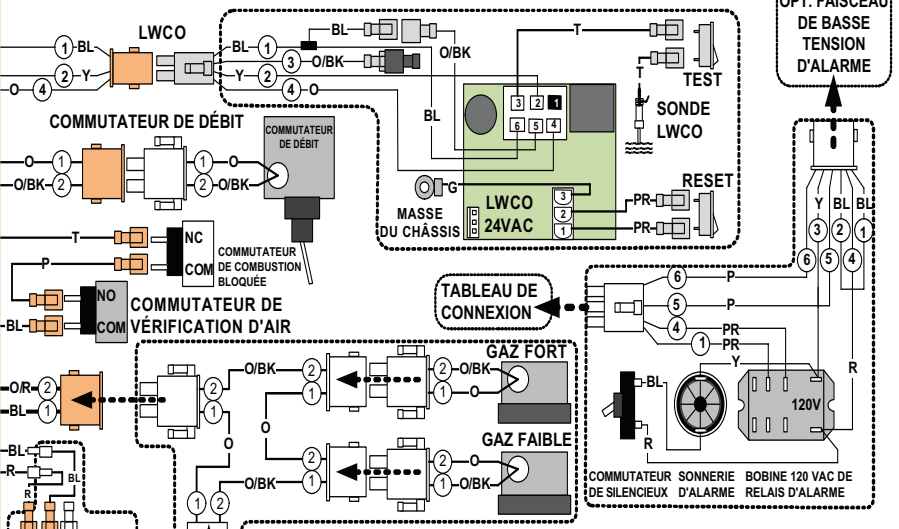 OPT. FAISCEAU
DE BASSE
TENSION
D'ALARME
LWCO
1 BL
2 Y
O 4
BL 1
3 O/BK
Y 2
4 O
BL
O/BK
BL
T
T
TEST
SONDE
LWCO
3 2 1
6 5 4
COMMUTATEUR DE DÉBIT
COMMUTATEUR
DE DÉBIT
O 1
O/BK 2
1 O
2 O/BK
MASSE
DU CHÂSSIS
G
LWCO
24VAC
3
2
1
PR
PR
RESET
T
P
BL
NC
COM
COMMUTATEUR
DE COMBUSTION
BLOQUÉE
NO
COM
COMMUTATEUR DE
VÉRIFICATION D'AIR
TABLEAU DE
CONNEXION
Y BL BL
3 2 1
6 5 4
6 P
5 P
4 PR
1 PR
Y
R
BL
R
120V
COMMUTATEUR
DE SILENCIEUX
SONNERIE
D'ALARME
BOBINE 120 VAC DE
RELAIS D'ALARME
O/R 2
BL 1
2 O/BK
1
O
O
2
1
2 O/BK
1 O
GAZ FORT
GAZ FAIBLE
O/BK
2
1
2 O
1 O/BK
1 2
BL
R
BL
R